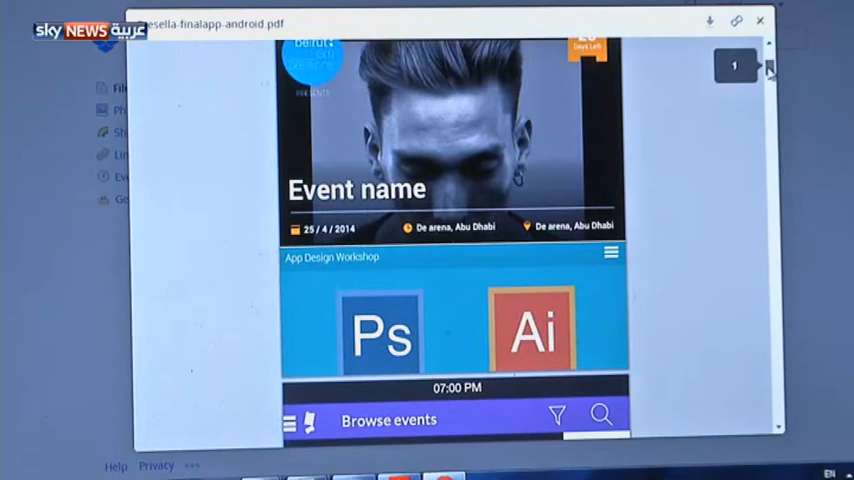 sky NEWS عربية
esella-finalapp-android.pdf
1
beirut:
Days Left
PRESENTS
Event name
25 / 4 / 2014
De arena, Abu Dhabi
De arena, Abu Dhabi
App Design Workshop
Ps
Ai
07:00 PM
Browse events
Help
Privacy
EN